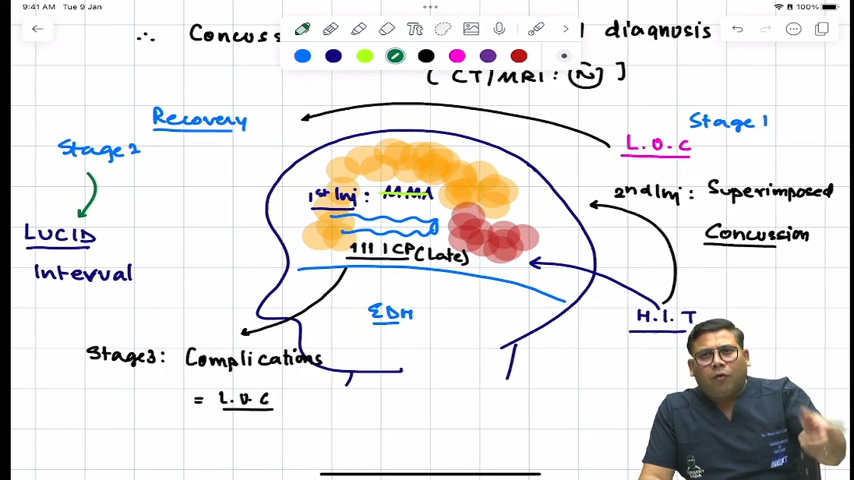 9:41 AM Tue 9 Jan
100%
∴ Concuss l diagnosis
[ CT/MRI : N ]
Recovery
Stage 1
L.O.C
Stage 2
1st Inj : MMA
2nd Inj : Superimposed
Concussion
LUCID
Interval
↑↑↑ ICP (Late)
EDH
H.I.T
Stage 3: Complications
= L.O.C
NEXT